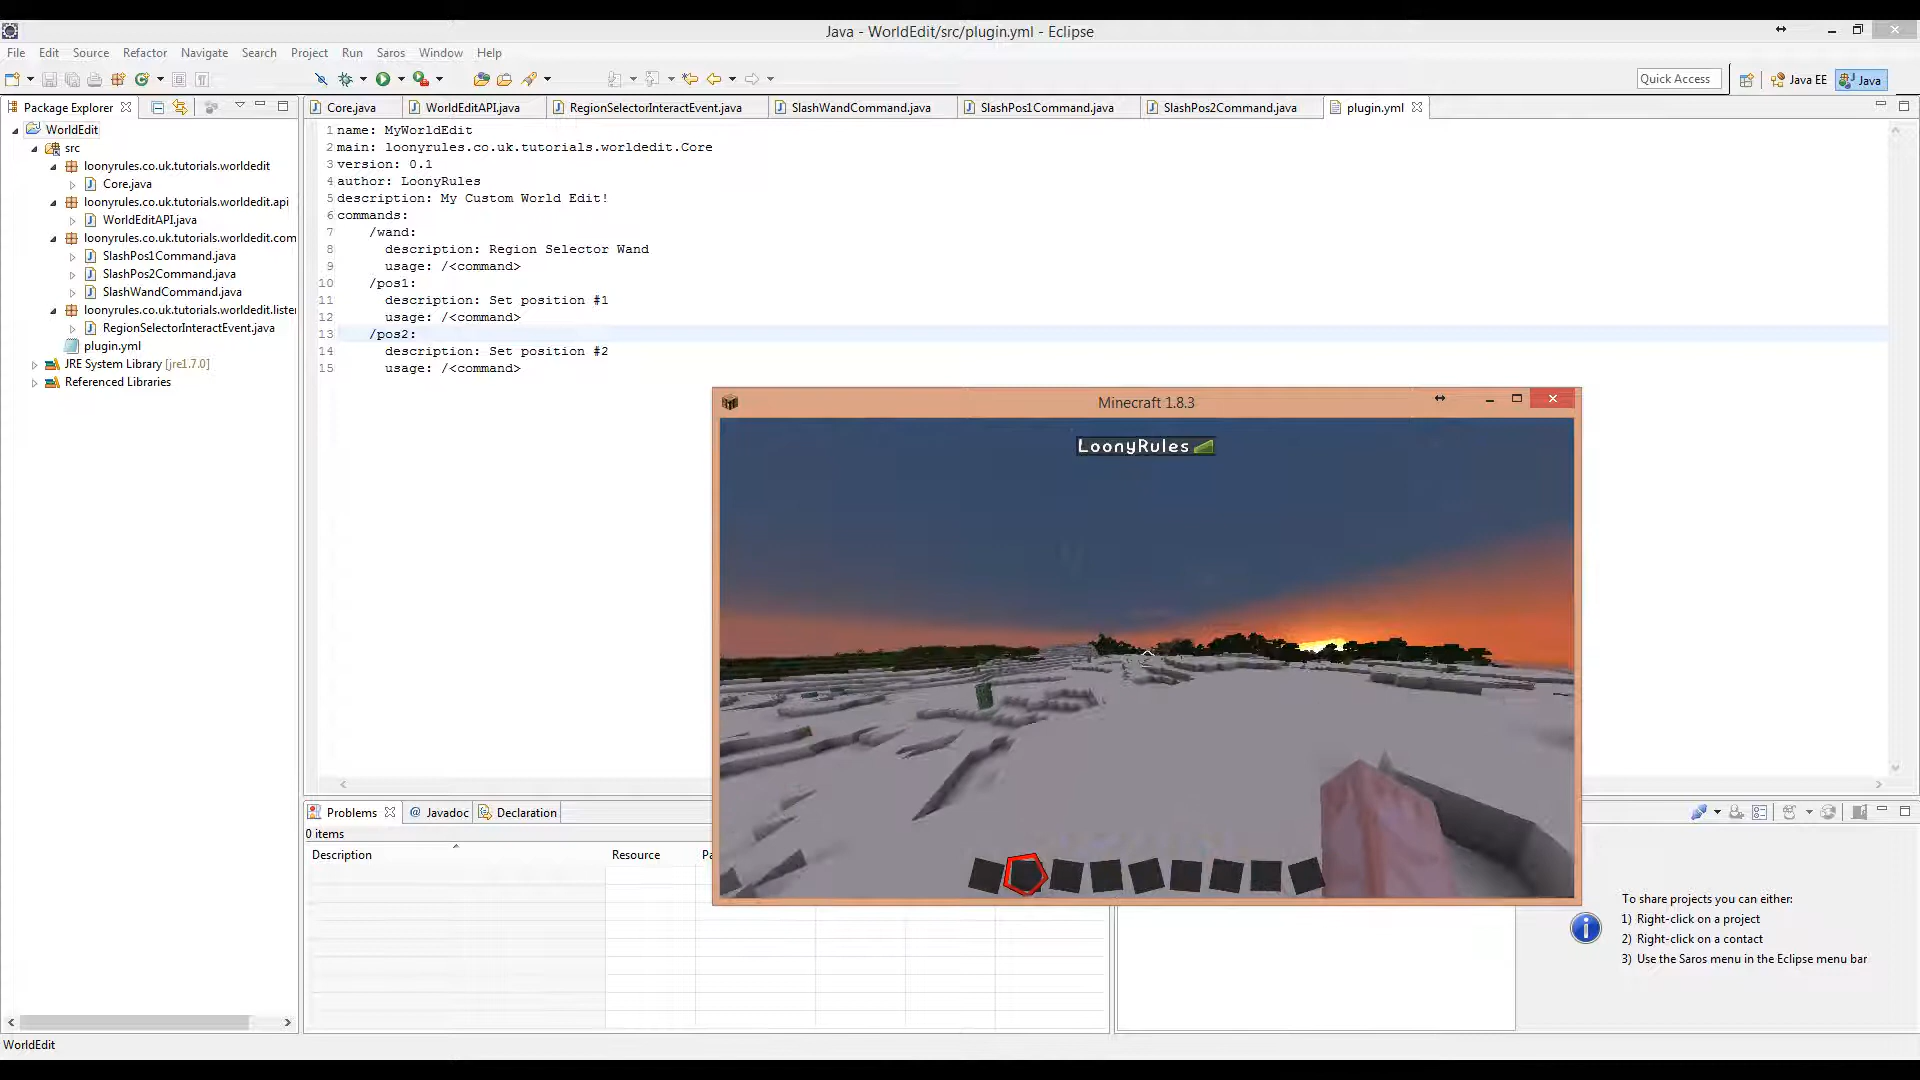 Java - WorldEdit/src/plugin.yml - Eclipse
File Edit Source Refactor Navigate Search Project Run Saros Window Help
Quick Access Java EE Java
Package Explorer
Core.java WorldEditAPI.java RegionSelectorInteractEvent.java SlashWandCommand.java SlashPos1Command.java SlashPos2Command.java plugin.yml
WorldEdit
src
loonyrules.co.uk.tutorials.worldedit
Core.java
loonyrules.co.uk.tutorials.worldedit.api
WorldEditAPI.java
loonyrules.co.uk.tutorials.worldedit.com
SlashPos1Command.java
SlashPos2Command.java
SlashWandCommand.java
loonyrules.co.uk.tutorials.worldedit.liste
RegionSelectorInteractEvent.java
plugin.yml
JRE System Library [jre1.7.0]
Referenced Libraries
1 name: MyWorldEdit
2 main: loonyrules.co.uk.tutorials.worldedit.Core
3 version: 0.1
4 author: LoonyRules
5 description: My Custom World Edit!
6 commands:
7 /wand:
8 description: Region Selector Wand
9 usage: /<command>
10 /pos1:
11 description: Set position #1
12 usage: /<command>
13 /pos2:
14 description: Set position #2
15 usage: /<command>
Minecraft 1.8.3
LoonyRules
Problems @ Javadoc Declaration
0 items
Description Resource Pa
To share projects you can either:
1) Right-click on a project
2) Right-click on a contact
3) Use the Saros menu in the Eclipse menu bar
WorldEdit